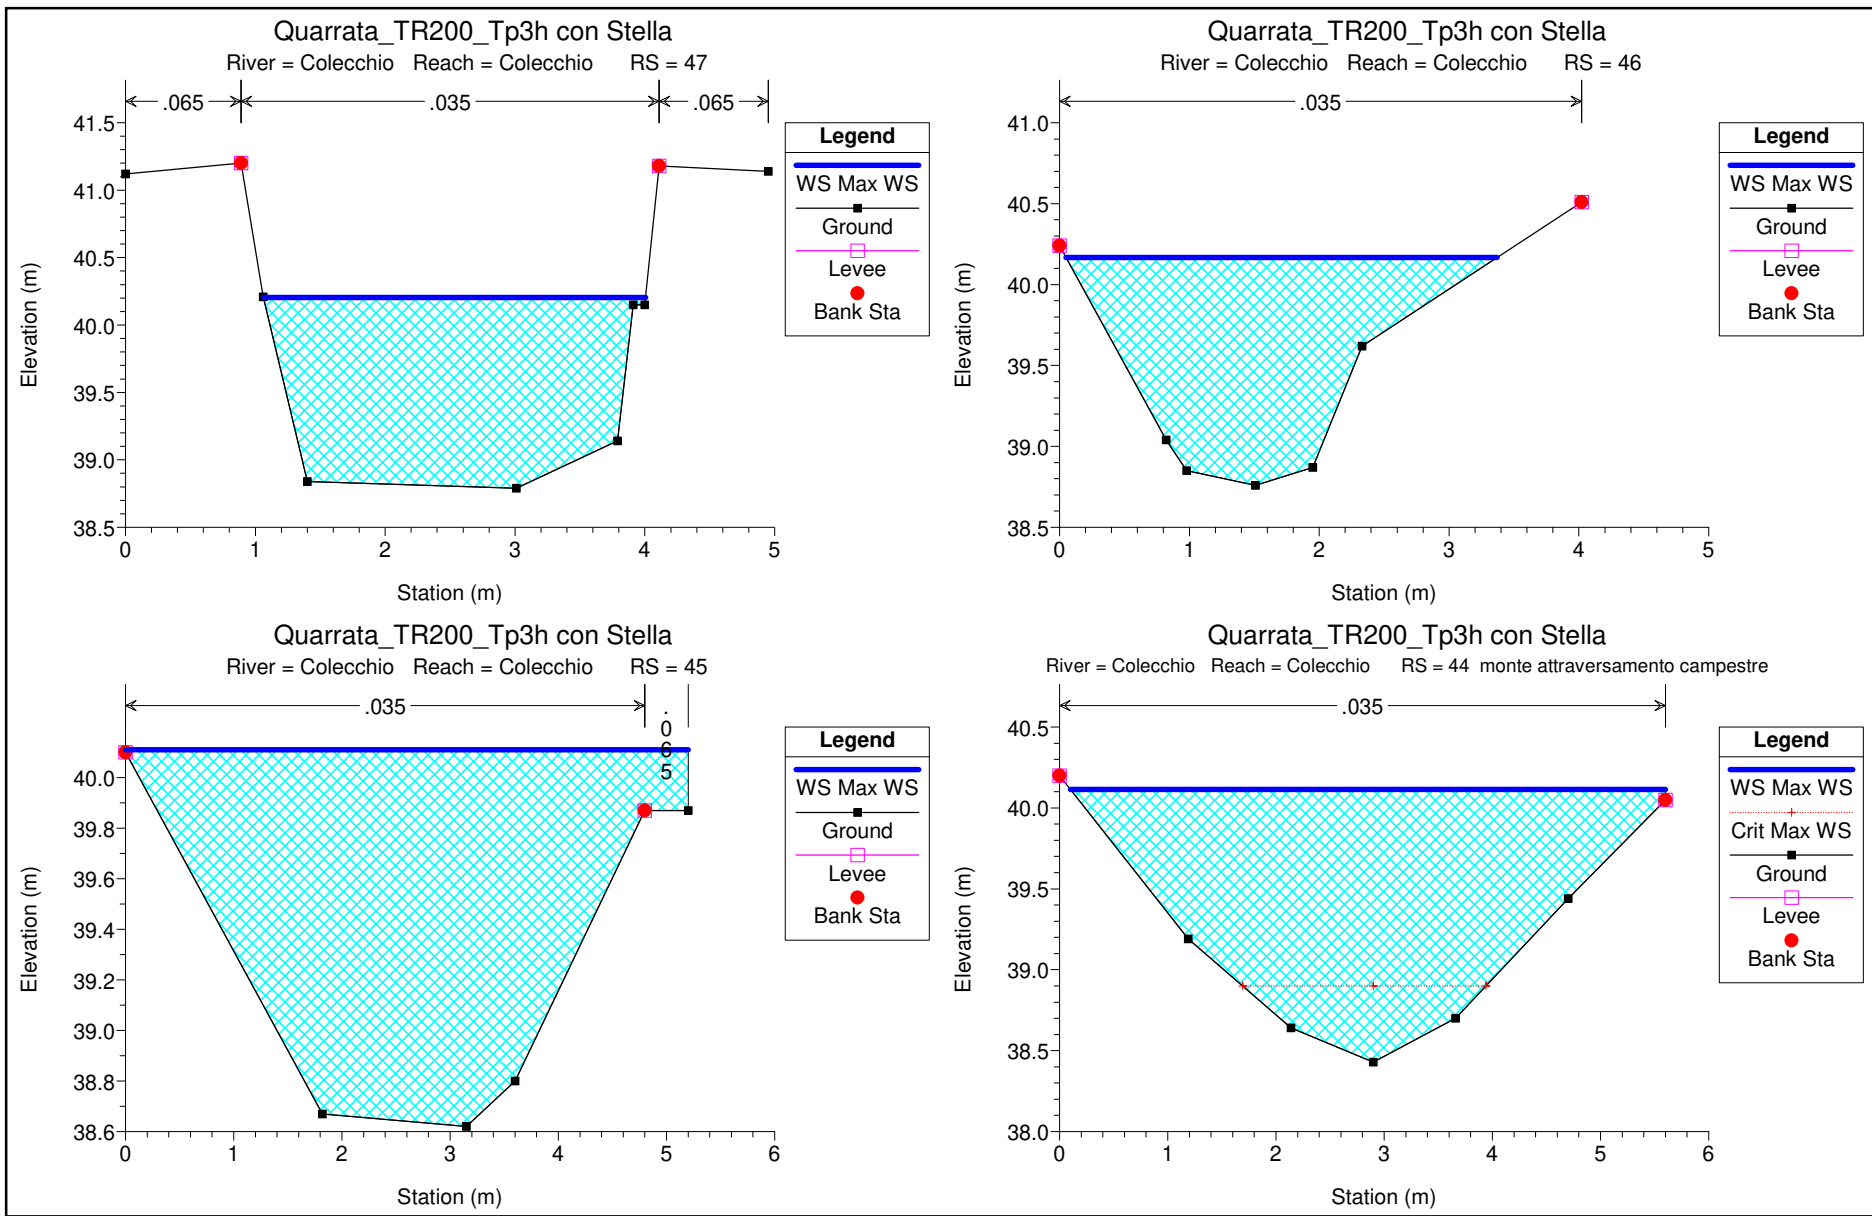 Quarrata_TR200_Tp3h con Stella
River = Colecchio Reach = Colecchio RS = 47
.065
.035
.065
41.5
41.0
40.5
40.0
39.5
39.0
38.5
Elevation (m)
0
1
2
3
4
5
Station (m)
Legend
WS Max WS
Ground
Levee
Bank Sta
Quarrata_TR200_Tp3h con Stella
River = Colecchio Reach = Colecchio RS = 46
.035
41.0
40.5
40.0
39.5
39.0
38.5
Elevation (m)
0
1
2
3
4
5
Station (m)
Legend
WS Max WS
Ground
Levee
Bank Sta
Quarrata_TR200_Tp3h con Stella
River = Colecchio Reach = Colecchio RS = 45
.035
.
0
6
5
40.0
39.8
39.6
39.4
39.2
39.0
38.8
38.6
Elevation (m)
0
1
2
3
4
5
6
Station (m)
Legend
WS Max WS
Ground
Levee
Bank Sta
Quarrata_TR200_Tp3h con Stella
River = Colecchio Reach = Colecchio RS = 44 monte attraversamento campestre
.035
40.5
40.0
39.5
39.0
38.5
38.0
Elevation (m)
0
1
2
3
4
5
6
Station (m)
Legend
WS Max WS
Crit Max WS
Ground
Levee
Bank Sta